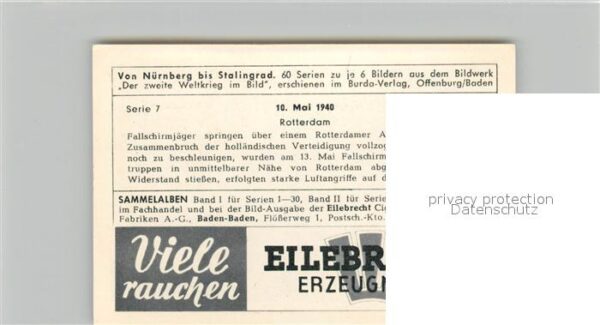 Von Nürnberg bis Stalingrad. 60 Serien zu je 6 Bildern aus dem Bildwerk
„Der zweite Weltkrieg im Bild", erschienen im Burda-Verlag, Offenburg/Baden
Serie 7 10. Mai 1940
Rotterdam
Fallschirmjäger springen über einem Rotterdamer
Zusammenbruch der holländischen Verteidigung
noch zu beschleunigen, wurden am 13. Mai
truppen in unmittelbarer Nähe von Rotterdam
Widerstand stießen, erfolgten starke Luftangriffe auf
SAMMELALBEN Band I für Serien 1—30, Band II für Serien
im Fachhandel und bei der Bild-Ausgabe der Eilebrecht
Fabriken A.-G., Baden-Baden, Flößerweg 1, Postsch.-Kto.
Viele
rauchen
EILEBR
ERZEUGN
privacy protection
Datenschutz